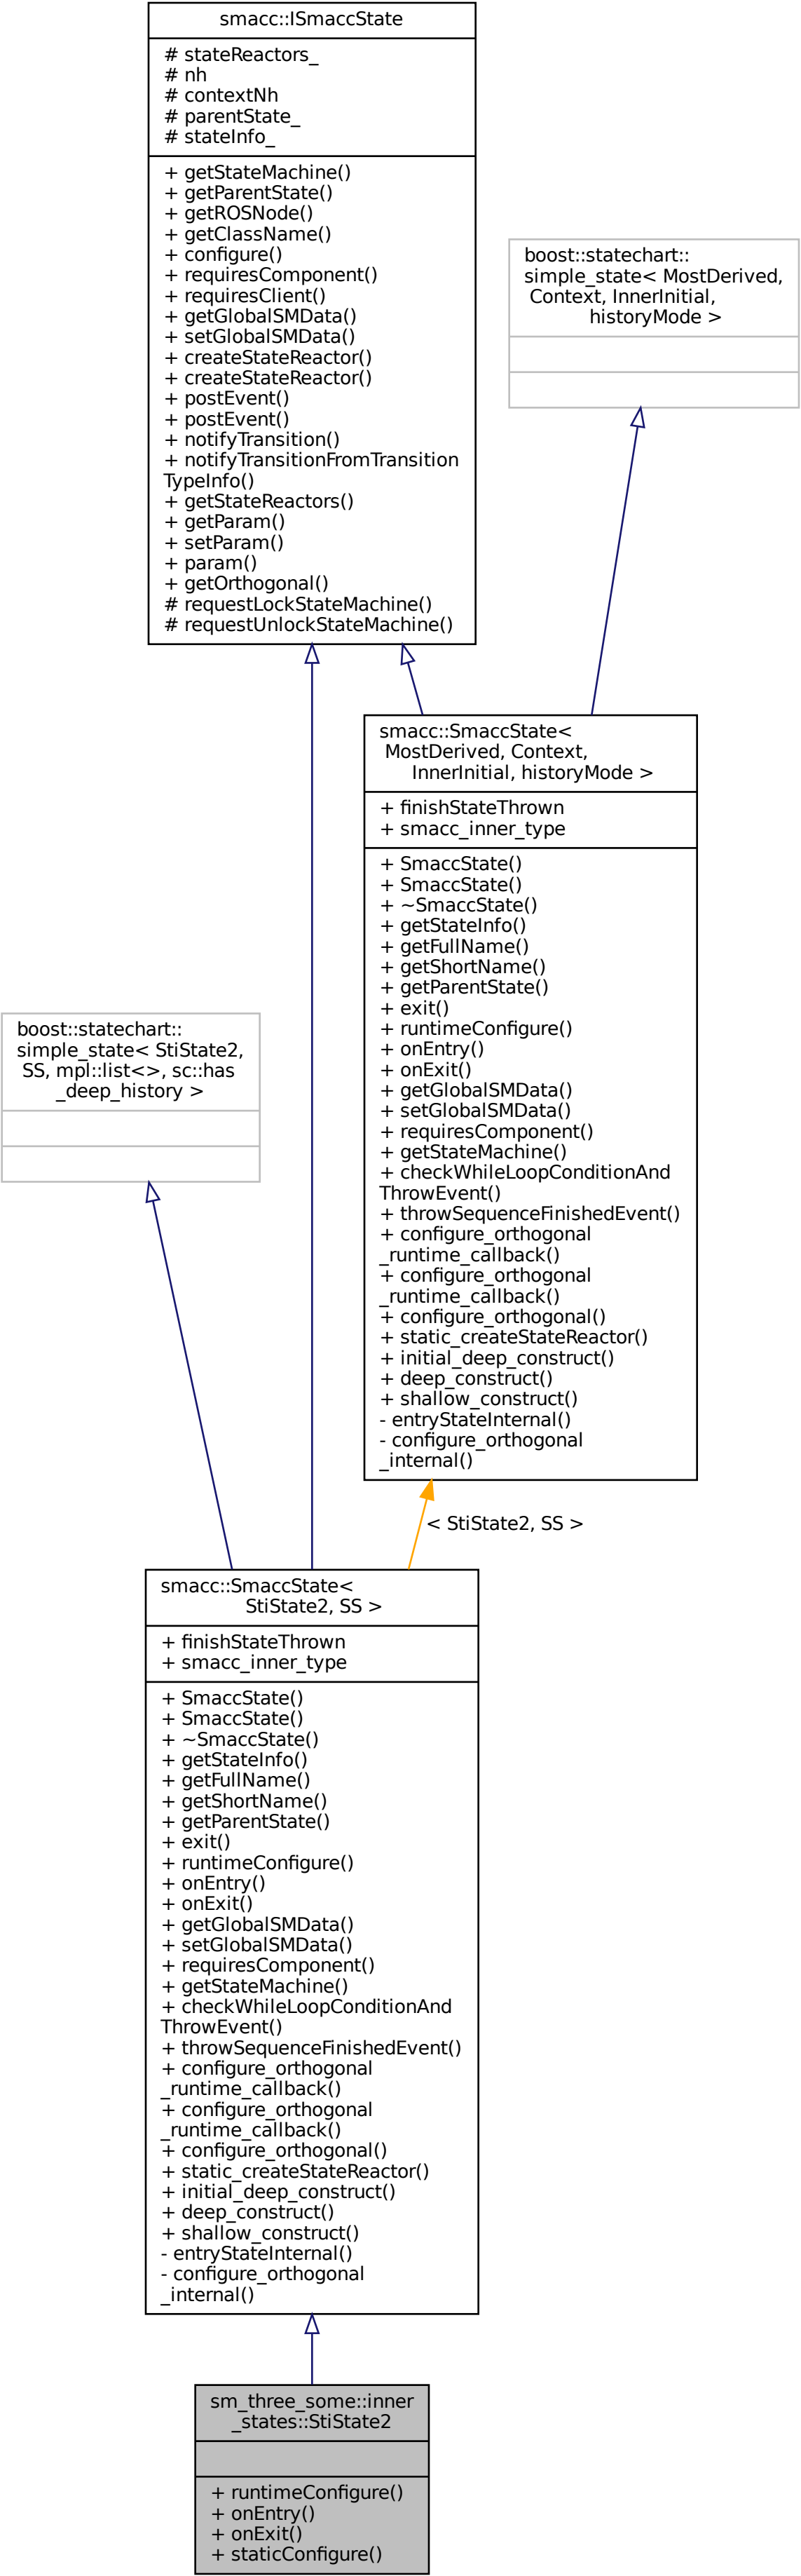 smacc::ISmaccState
# stateReactors_
# nh
# contextNh
# parentState_
# stateInfo_
+ getStateMachine()
+ getParentState()
+ getROSNode()
+ getClassName()
+ configure()
+ requiresComponent()
+ requiresClient()
+ getGlobalSMData()
+ setGlobalSMData()
+ createStateReactor()
+ createStateReactor()
+ postEvent()
+ postEvent()
+ notifyTransition()
+ notifyTransitionFromTransition
TypeInfo()
+ getStateReactors()
+ getParam()
+ setParam()
+ param()
+ getOrthogonal()
# requestLockStateMachine()
# requestUnlockStateMachine()
boost::statechart::
simple_state< MostDerived,
Context, InnerInitial,
historyMode >
smacc::SmaccState<
MostDerived, Context,
InnerInitial, historyMode >
+ finishStateThrown
+ smacc_inner_type
+ SmaccState()
+ SmaccState()
+ ~SmaccState()
+ getStateInfo()
+ getFullName()
+ getShortName()
+ getParentState()
+ exit()
+ runtimeConfigure()
+ onEntry()
+ onExit()
+ getGlobalSMData()
+ setGlobalSMData()
+ requiresComponent()
+ getStateMachine()
+ checkWhileLoopConditionAnd
ThrowEvent()
+ throwSequenceFinishedEvent()
+ configure_orthogonal
_runtime_callback()
+ configure_orthogonal
_runtime_callback()
+ configure_orthogonal()
+ static_createStateReactor()
+ initial_deep_construct()
+ deep_construct()
+ shallow_construct()
- entryStateInternal()
- configure_orthogonal
_internal()
boost::statechart::
simple_state< StiState2,
SS, mpl::list<>, sc::has
_deep_history >
< StiState2, SS >
smacc::SmaccState<
StiState2, SS >
+ finishStateThrown
+ smacc_inner_type
+ SmaccState()
+ SmaccState()
+ ~SmaccState()
+ getStateInfo()
+ getFullName()
+ getShortName()
+ getParentState()
+ exit()
+ runtimeConfigure()
+ onEntry()
+ onExit()
+ getGlobalSMData()
+ setGlobalSMData()
+ requiresComponent()
+ getStateMachine()
+ checkWhileLoopConditionAnd
ThrowEvent()
+ throwSequenceFinishedEvent()
+ configure_orthogonal
_runtime_callback()
+ configure_orthogonal
_runtime_callback()
+ configure_orthogonal()
+ static_createStateReactor()
+ initial_deep_construct()
+ deep_construct()
+ shallow_construct()
- entryStateInternal()
- configure_orthogonal
_internal()
sm_three_some::inner
_states::StiState2
+ runtimeConfigure()
+ onEntry()
+ onExit()
+ staticConfigure()